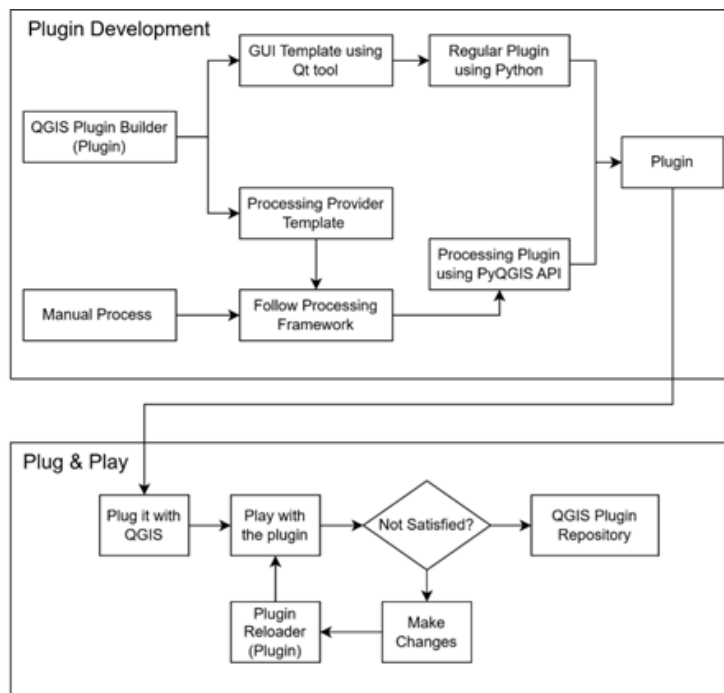 Plugin Development
GUI Template using
Qt tool
Regular Plugin
using Python
QGIS Plugin Builder
(Plugin)
Plugin
Processing Provider
Template
Processing Plugin
using PyQGIS API
Manual Process
Follow Processing
Framework
Plug & Play
Plug it with
QGIS
Play with
the plugin
Not Satisfied?
QGIS Plugin
Repository
Plugin
Reloader
(Plugin)
Make
Changes